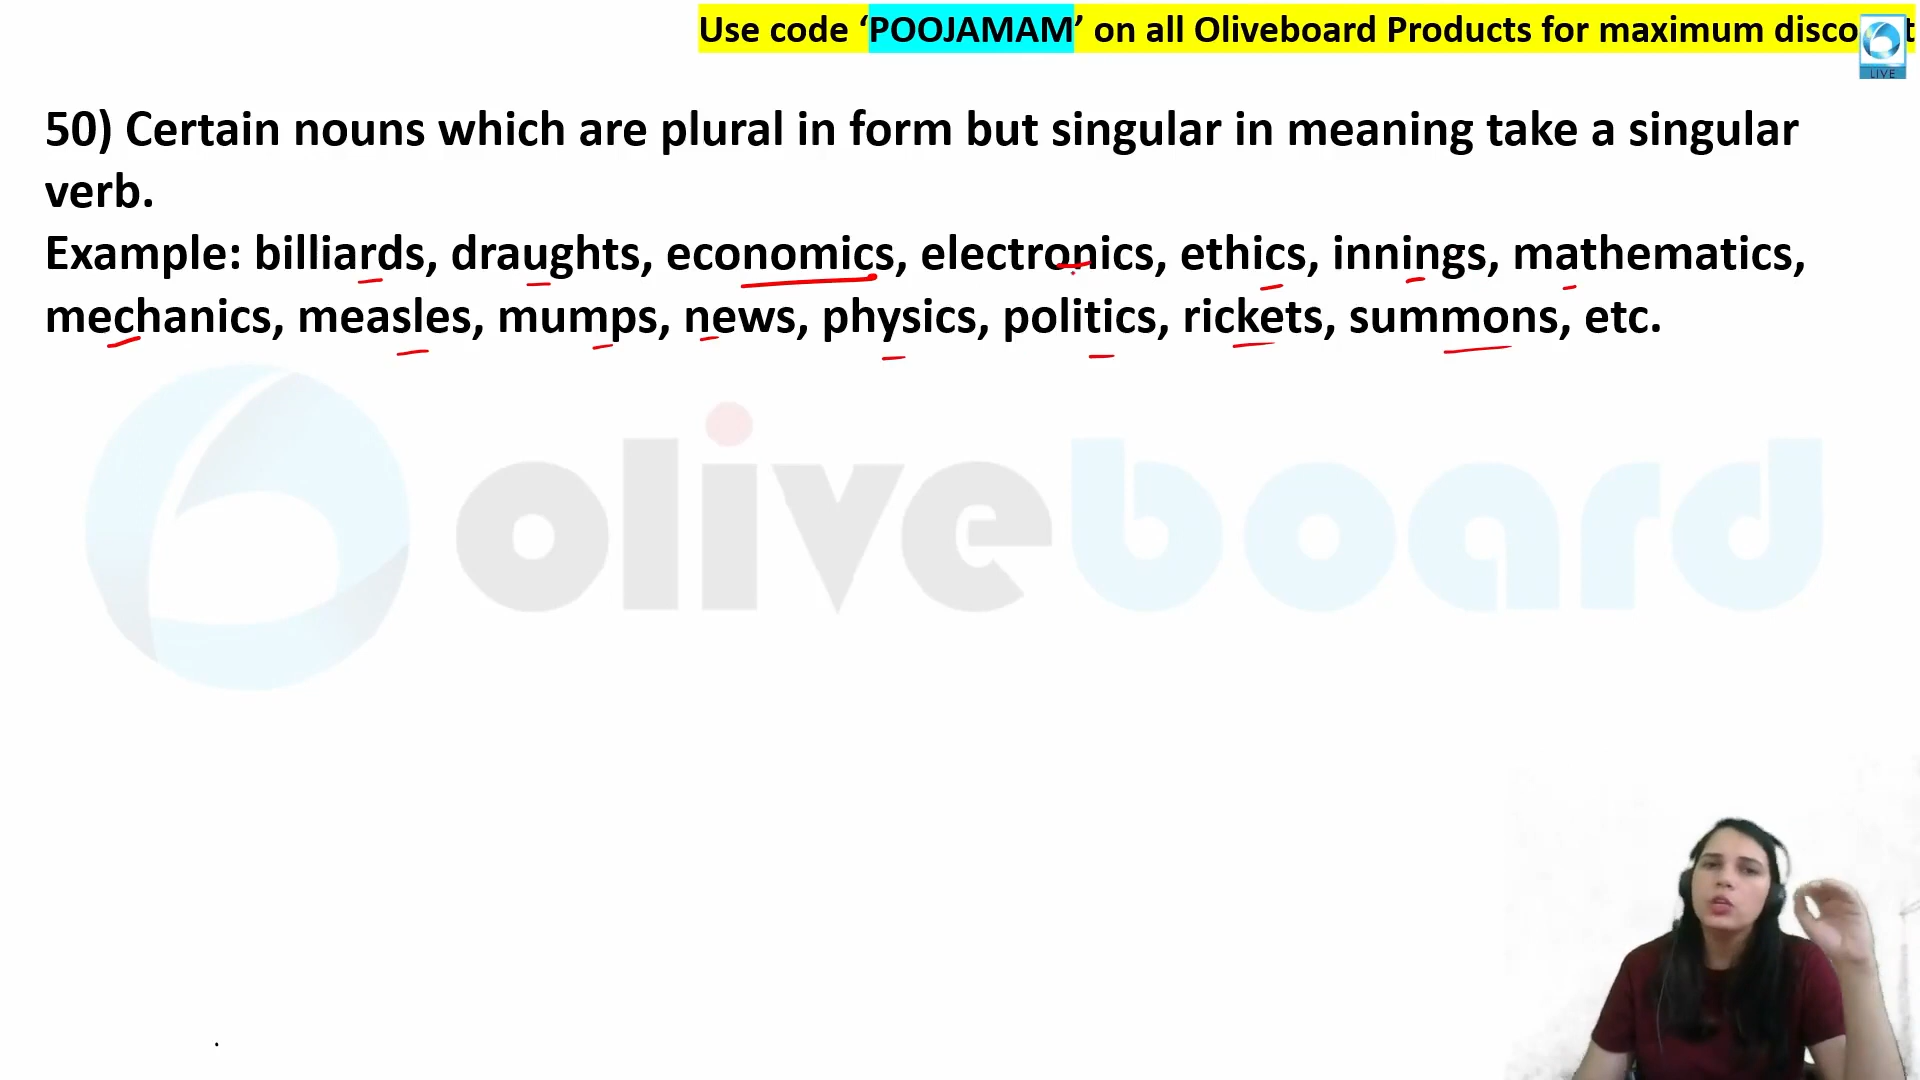 Use code ‘POOJAMAM’ on all Oliveboard Products for maximum disco t
LIVE
50) Certain nouns which are plural in form but singular in meaning take a singular
verb.
Example: billiards, draughts, economics, electronics, ethics, innings, mathematics,
mechanics, measles, mumps, news, physics, politics, rickets, summons, etc.
oliveboard